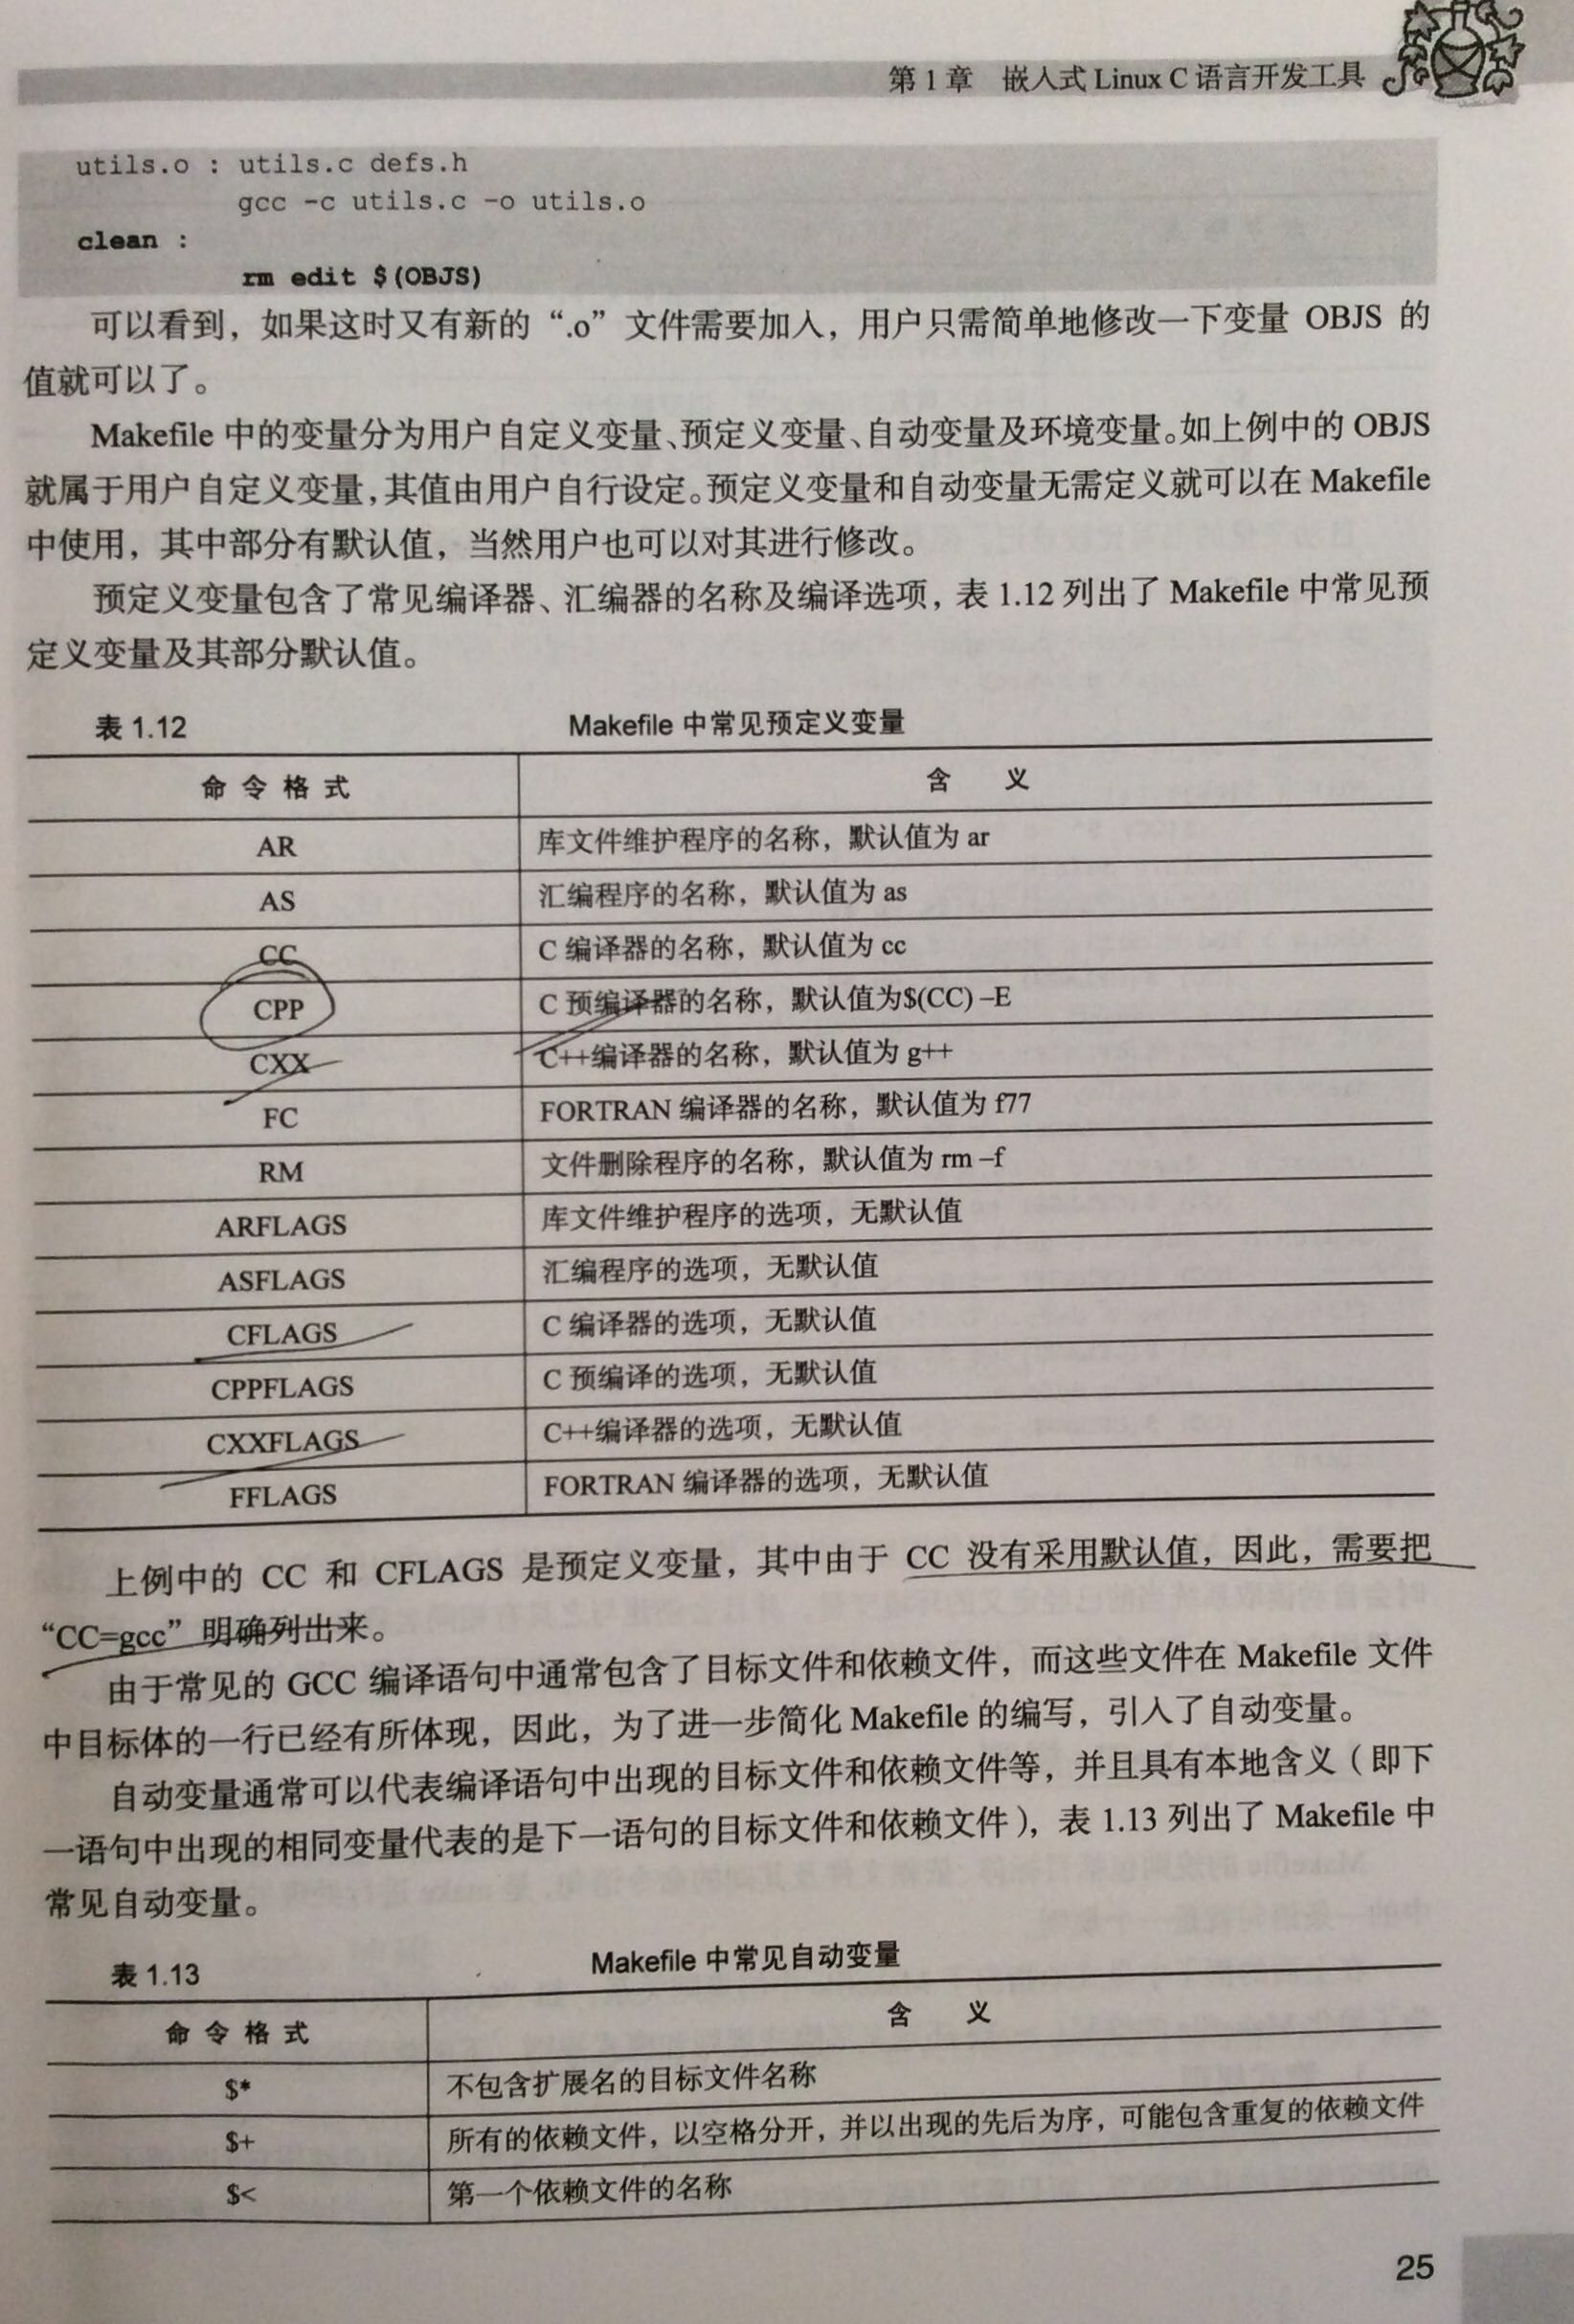 第 1 章 嵌入式 Linux C 语言开发工具
utils.o : utils.c defs.h
gcc -c utils.c -o utils.o
clean :
rm edit $(OBJS)
可以看到，如果这时又有新的“.o”文件需要加入，用户只需简单地修改一下变量 OBJS 的
值就可以了。
Makefile 中的变量分为用户自定义变量、预定义变量、自动变量及环境变量。如上例中的 OBJS
就属于用户自定义变量，其值由用户自行设定。预定义变量和自动变量无需定义就可以在 Makefile
中使用，其中部分有默认值，当然用户也可以对其进行修改。
预定义变量包含了常见编译器、汇编器的名称及编译选项，表 1.12 列出了 Makefile 中常见预
定义变量及其部分默认值。
表 1.12 Makefile 中常见预定义变量
命 令 格 式 含 义
AR 库文件维护程序的名称，默认值为 ar
AS 汇编程序的名称，默认值为 as
CC C 编译器的名称，默认值为 cc
CPP C 预编译器的名称，默认值为$(CC) –E
CXX C++编译器的名称，默认值为 g++
FC FORTRAN 编译器的名称，默认值为 f77
RM 文件删除程序的名称，默认值为 rm –f
ARFLAGS 库文件维护程序的选项，无默认值
ASFLAGS 汇编程序的选项，无默认值
CFLAGS C 编译器的选项，无默认值
CPPFLAGS C 预编译的选项，无默认值
CXXFLAGS C++编译器的选项，无默认值
FFLAGS FORTRAN 编译器的选项，无默认值
上例中的 CC 和 CFLAGS 是预定义变量，其中由于 CC 没有采用默认值，因此，需要把
“CC=gcc”明确列出来。
由于常见的 GCC 编译语句中通常包含了目标文件和依赖文件，而这些文件在 Makefile 文件
中目标体的一行已经有所体现，因此，为了进一步简化 Makefile 的编写，引入了自动变量。
自动变量通常可以代表编译语句中出现的目标文件和依赖文件等，并且具有本地含义（即下
一语句中出现的相同变量代表的是下一语句的目标文件和依赖文件），表 1.13 列出了 Makefile 中
常见自动变量。
表 1.13 Makefile 中常见自动变量
命 令 格 式 含 义
$* 不包含扩展名的目标文件名称
$+ 所有的依赖文件，以空格分开，并以出现的先后为序，可能包含重复的依赖文件
$< 第一个依赖文件的名称
25